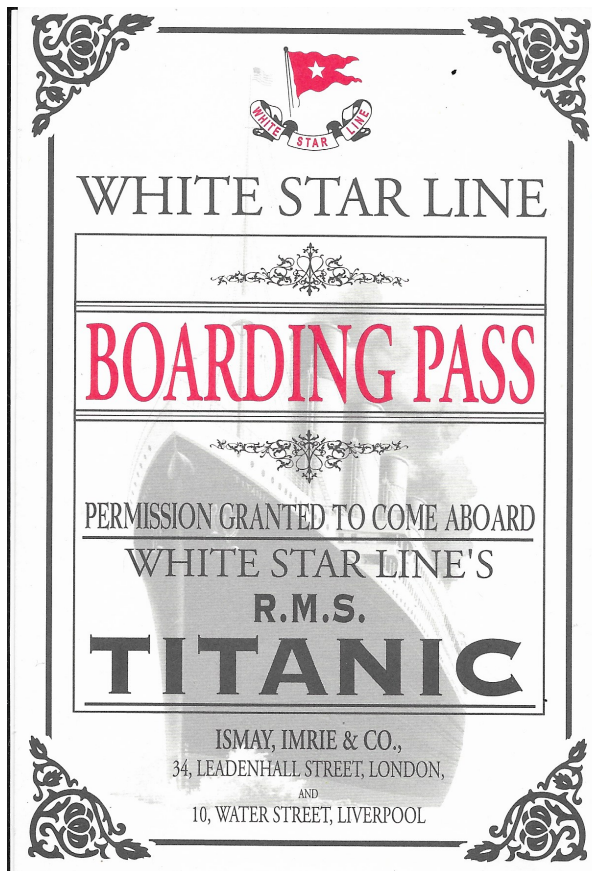 WHITE STAR LINE
WHITE STAR LINE
BOARDING PASS
PERMISSION GRANTED TO COME ABOARD
WHITE STAR LINE'S
R.M.S.
TITANIC
ISMAY, IMRIE & CO.,
34, LEADENHALL STREET, LONDON,
AND
10, WATER STREET, LIVERPOOL